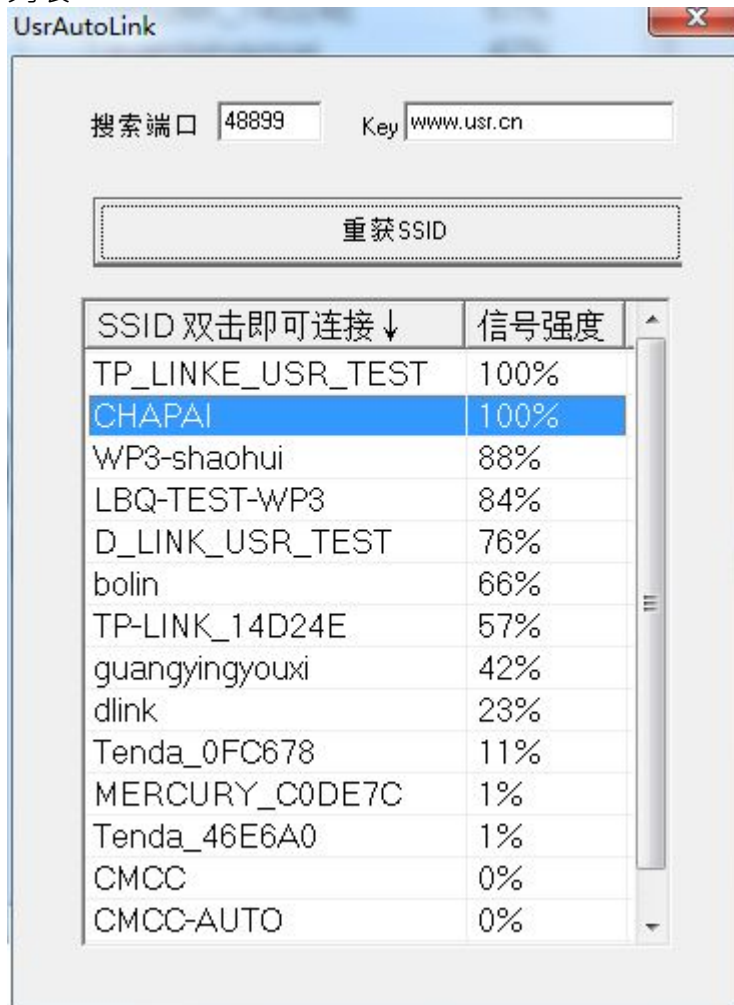 UsrAutoLink
搜索端口 48899 Key www.usr.cn
重获SSID
SSID 双击即可连接↓ 信号强度
TP_LINKE_USR_TEST 100%
CHAPAI 100%
WP3-shaohui 88%
LBQ-TEST-WP3 84%
D_LINK_USR_TEST 76%
bolin 66%
TP-LINK_14D24E 57%
guangyingyouxi 42%
dlink 23%
Tenda_0FC678 11%
MERCURY_C0DE7C 1%
Tenda_46E6A0 1%
CMCC 0%
CMCC-AUTO 0%